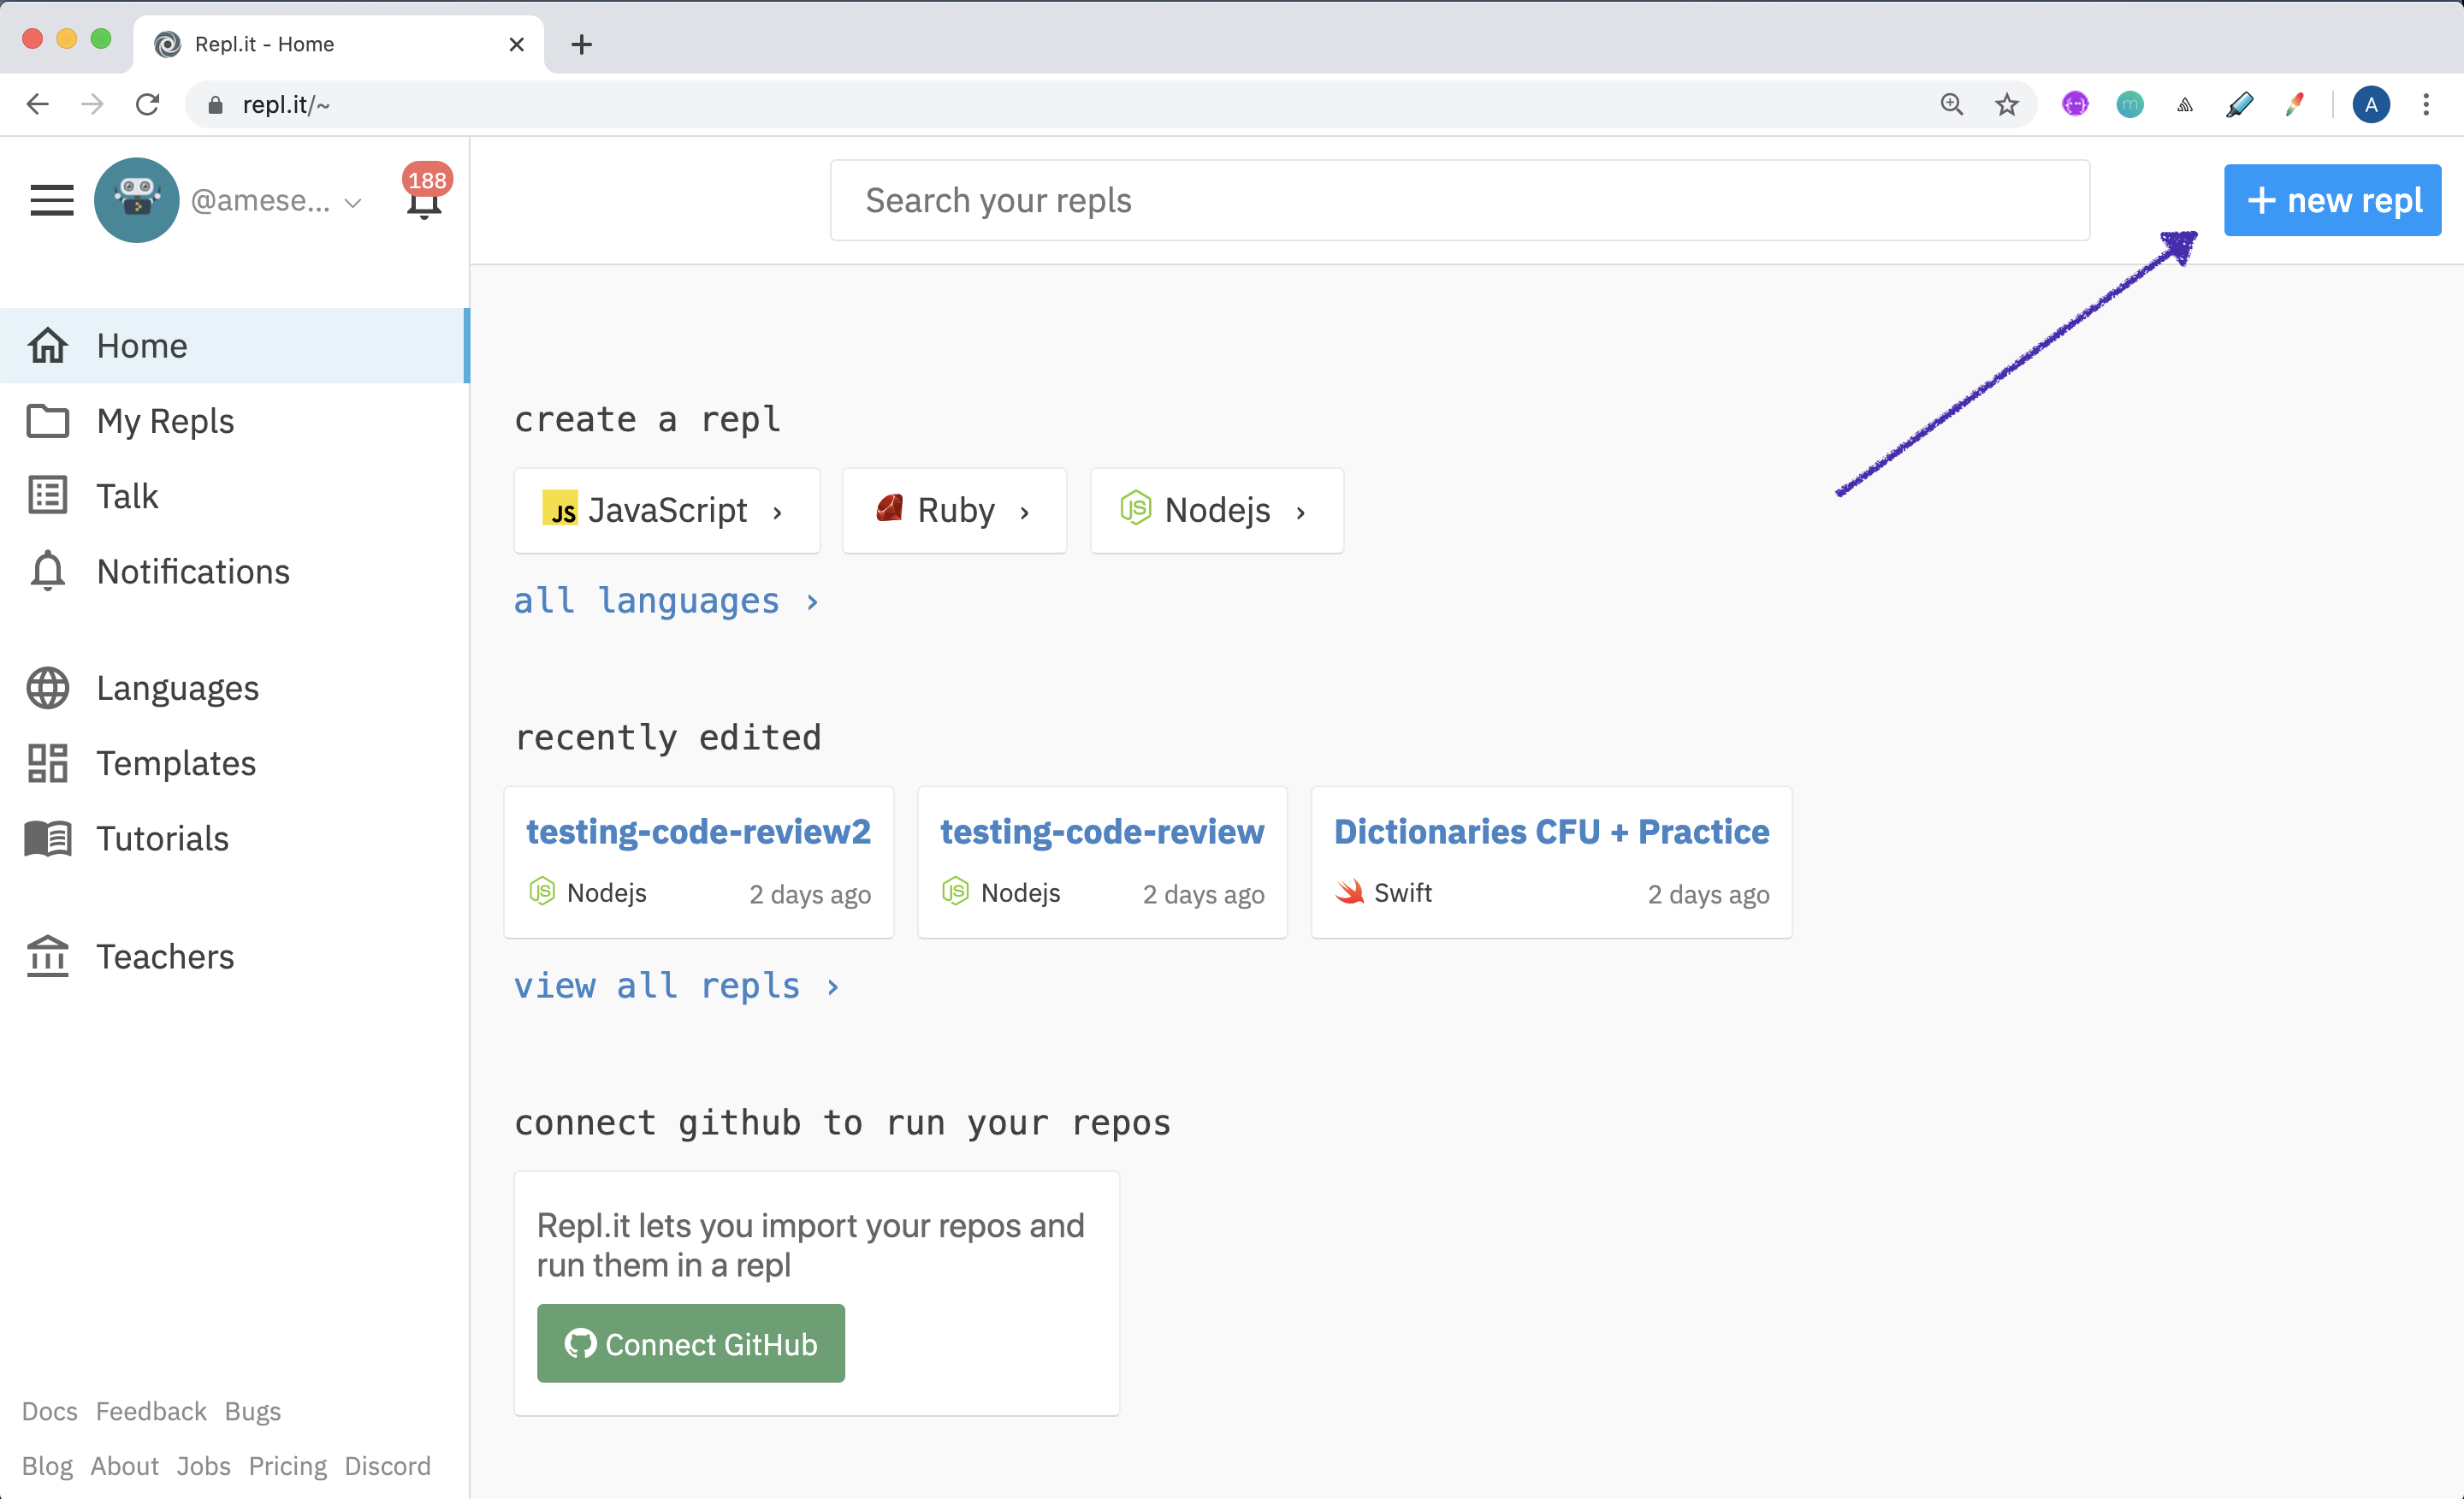 Repl.it - Home
repl.it/~
A
@amese...
188
Search your repls
+ new repl
Home
My Repls
Talk
Notifications
Languages
Templates
Tutorials
Teachers
Docs Feedback Bugs
Blog About Jobs Pricing Discord
create a repl
JS JavaScript ›
Ruby ›
JS Nodejs ›
all languages ›
recently edited
testing-code-review2
JS Nodejs 2 days ago
testing-code-review
JS Nodejs 2 days ago
Dictionaries CFU + Practice
Swift 2 days ago
view all repls ›
connect github to run your repos
Repl.it lets you import your repos and
run them in a repl
Connect GitHub